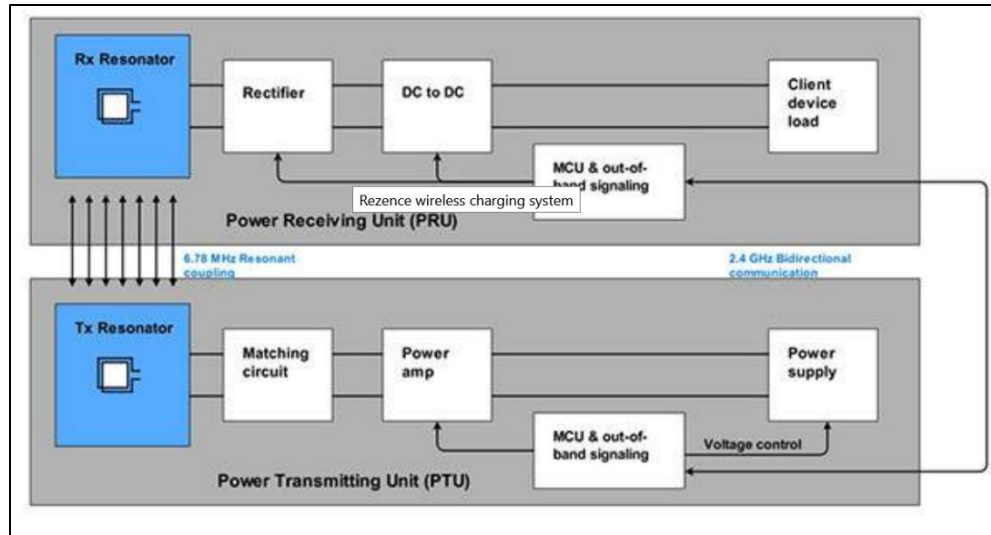 Rx Resonator
Rectifier
DC to DC
Client
device
load
MCU & out-of-
band signaling
Rezence wireless charging system
Power Receiving Unit (PRU)
6.78 MHz Resonant
coupling
2.4 GHz Bidirectional
communication
Tx Resonator
Matching
circuit
Power
amp
Power
supply
MCU & out-of-
band signaling
Voltage control
Power Transmitting Unit (PTU)